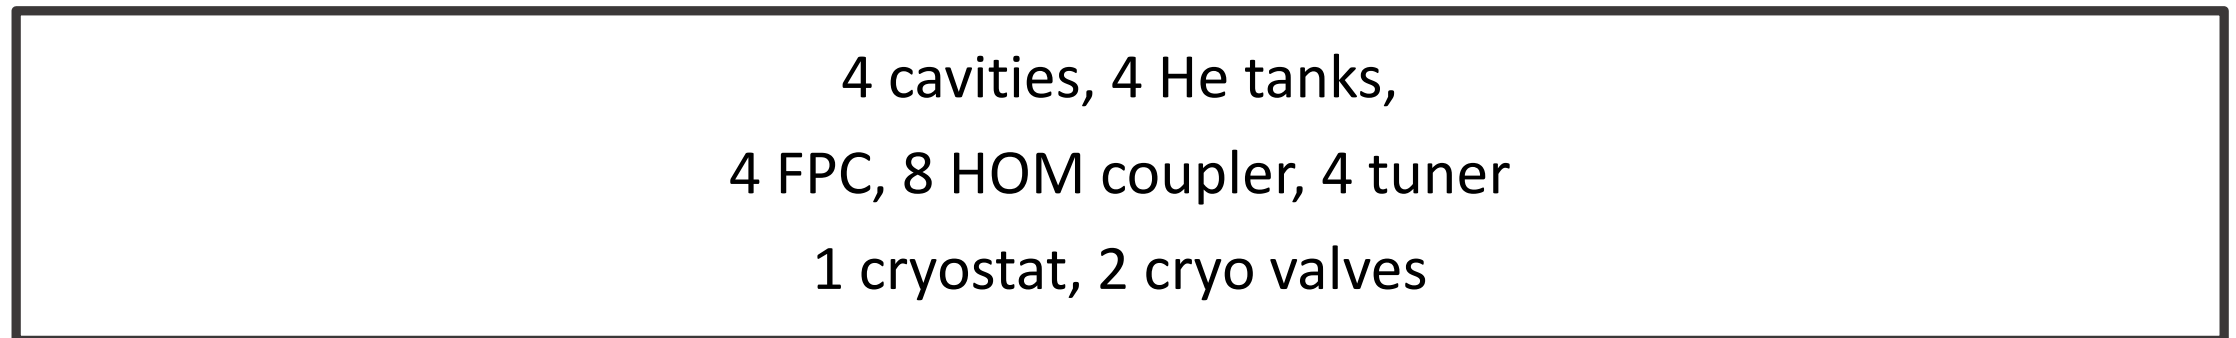 4 cavities, 4 He tanks,
4 FPC, 8 HOM coupler, 4 tuner
1 cryostat, 2 cryo valves